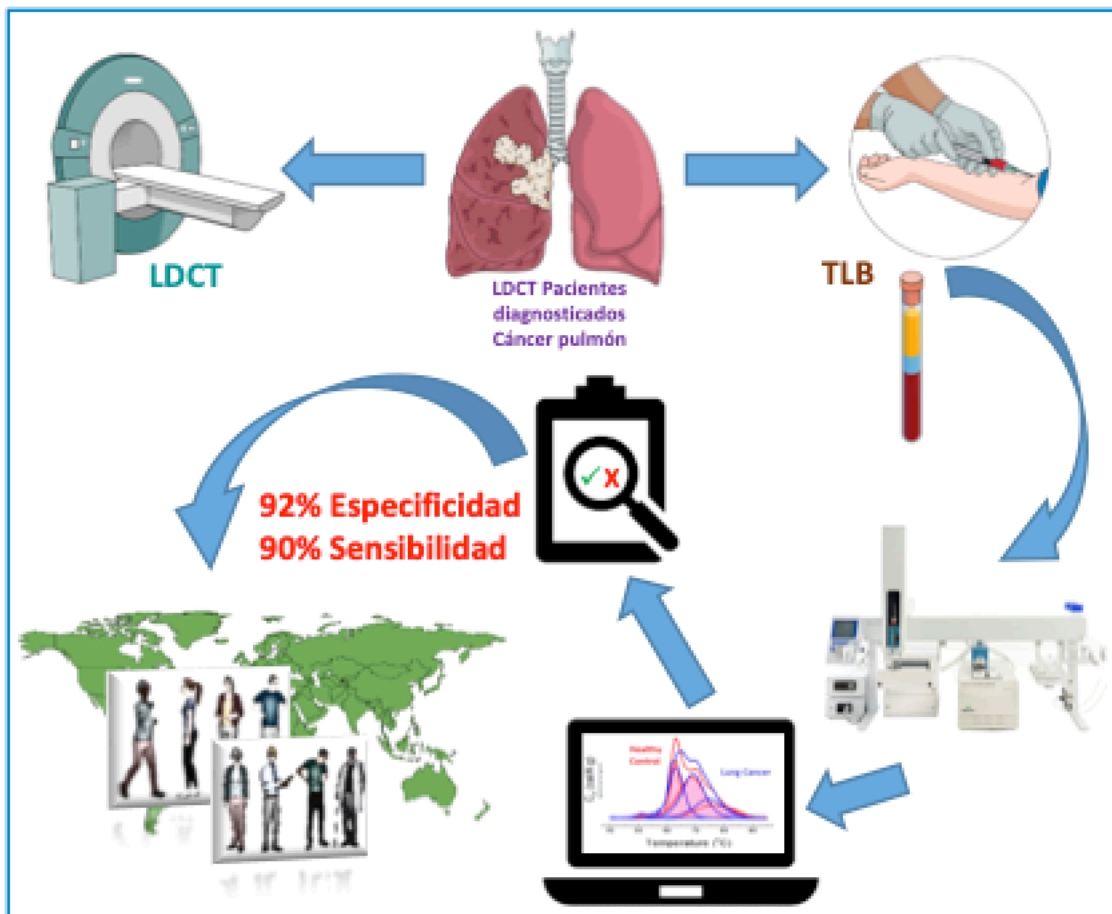 LDCT
LDCT Pacientes
diagnosticados
Cáncer pulmón
TLB
92% Especificidad
90% Sensibilidad
Healthy
Control
Lung Cancer
Temperature (°C)